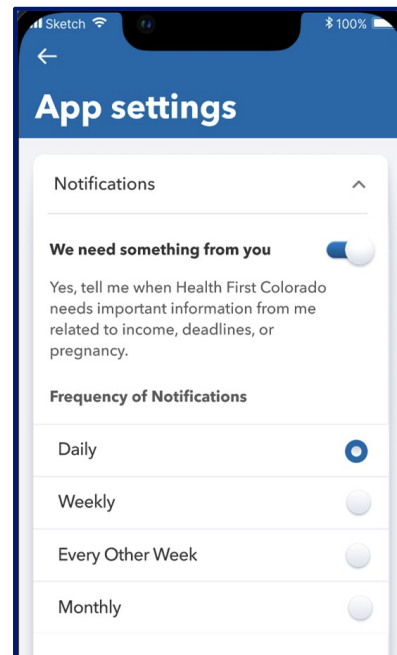 Sketch 100%
App settings
Notifications
We need something from you
Yes, tell me when Health First Colorado
needs important information from me
related to income, deadlines, or
pregnancy.
Frequency of Notifications
Daily
Weekly
Every Other Week
Monthly